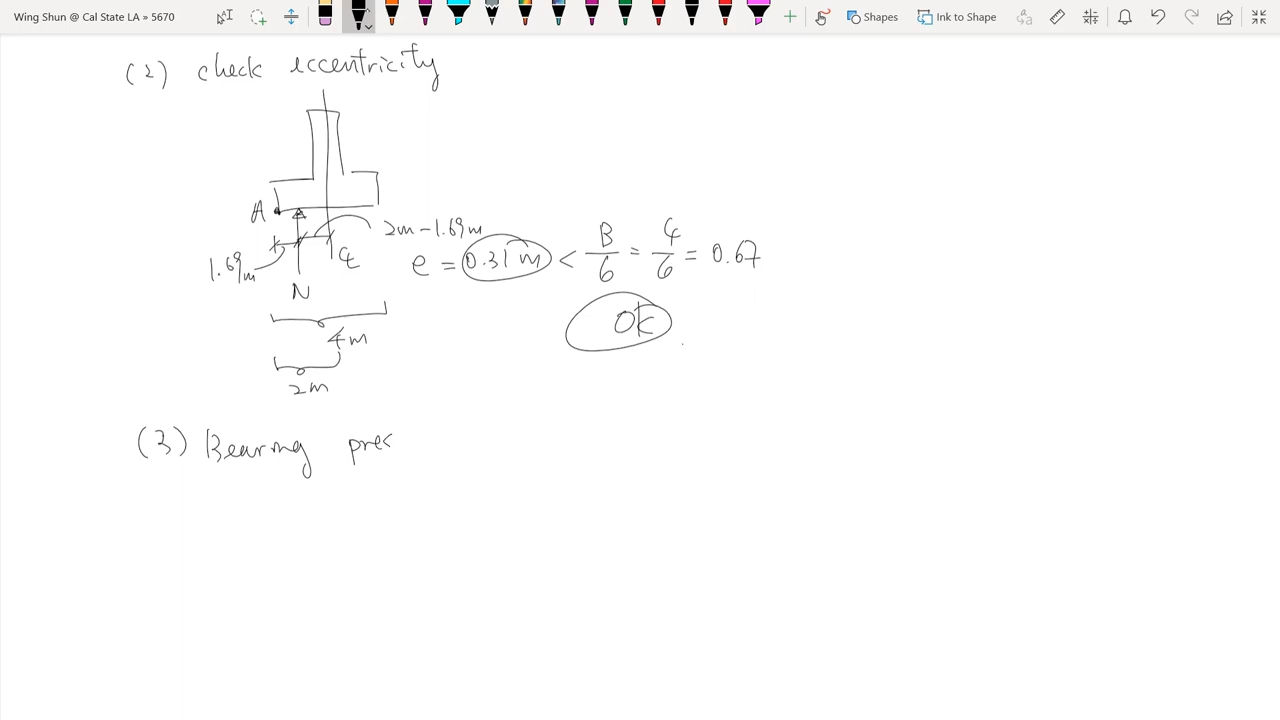 Wing Shun @ Cal State LA » 5670
Shapes
Ink to Shape
(2) check eccentricity
A
2m - 1.69m
1.69m
℄
e = 0.31 m < B/6 = 4/6 = 0.67
N
OK
4m
2m
(3) Bearing pres